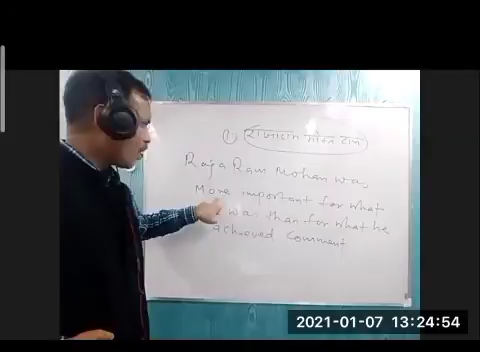 ① राजाराम मोहन राय
Raja Ram Mohan was
More important for what
was than for what he
achieved Comment
2021-01-07 13:24:54